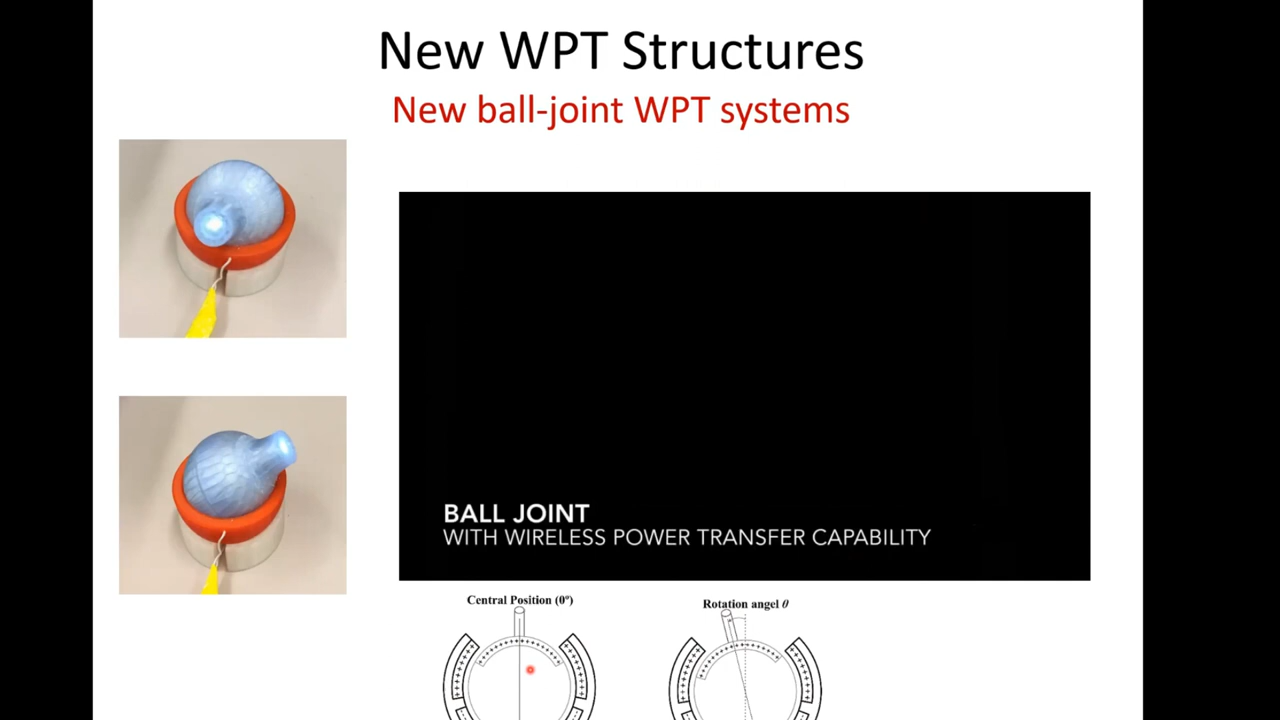 New WPT Structures
New ball-joint WPT systems
BALL JOINT
WITH WIRELESS POWER TRANSFER CAPABILITY
Central Position (0º)
Rotation angel θ